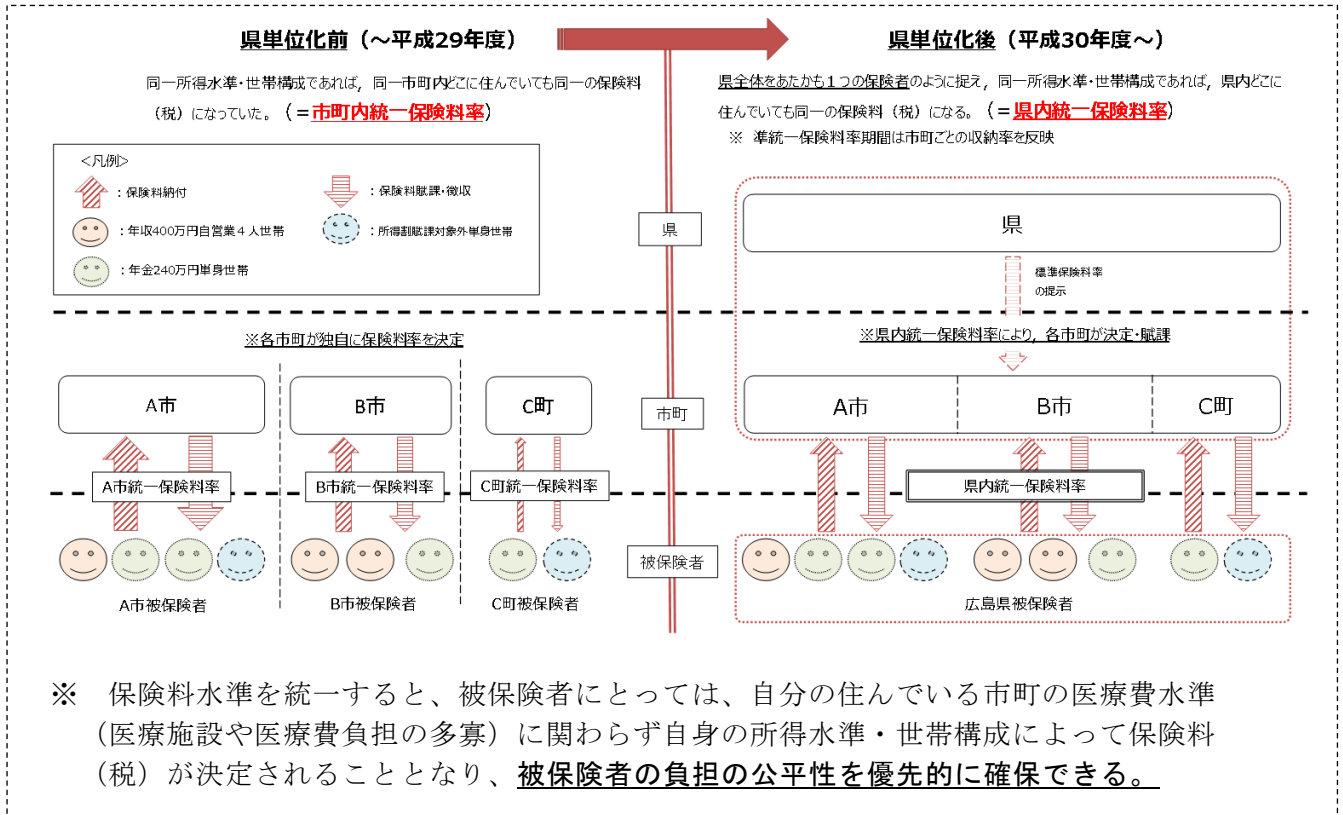 県単位化前（～平成29年度）
同一所得水準・世帯構成であれば，同一市町内どこに住んでいても同一の保険料
（税）になっていた。（＝市町内統一保険料率）
<凡例>
：保険料納付
：保険料賦課・徴収
：年収400万円自営業４人世帯
：所得割賦課対象外単身世帯
：年金240万円単身世帯
県単位化後（平成30年度～）
県全体をあたかも１つの保険者のように捉え，同一所得水準・世帯構成であれば，県内どこに
住んでいても同一の保険料（税）になる。（＝県内統一保険料率）
※ 準統一保険料率期間は市町ごとの収納率を反映
県
県
標準保険料率
の提示
※各市町が独自に保険料率を決定
※県内統一保険料率により，各市町が決定・賦課
A市
B市
C町
市町
A市
B市
C町
A市統一保険料率
B市統一保険料率
C町統一保険料率
県内統一保険料率
被保険者
A市被保険者
B市被保険者
C町被保険者
広島県被保険者
※　保険料水準を統一すると、被保険者にとっては、自分の住んでいる市町の医療費水準
（医療施設や医療費負担の多寡）に関わらず自身の所得水準・世帯構成によって保険料
（税）が決定されることとなり、被保険者の負担の公平性を優先的に確保できる。